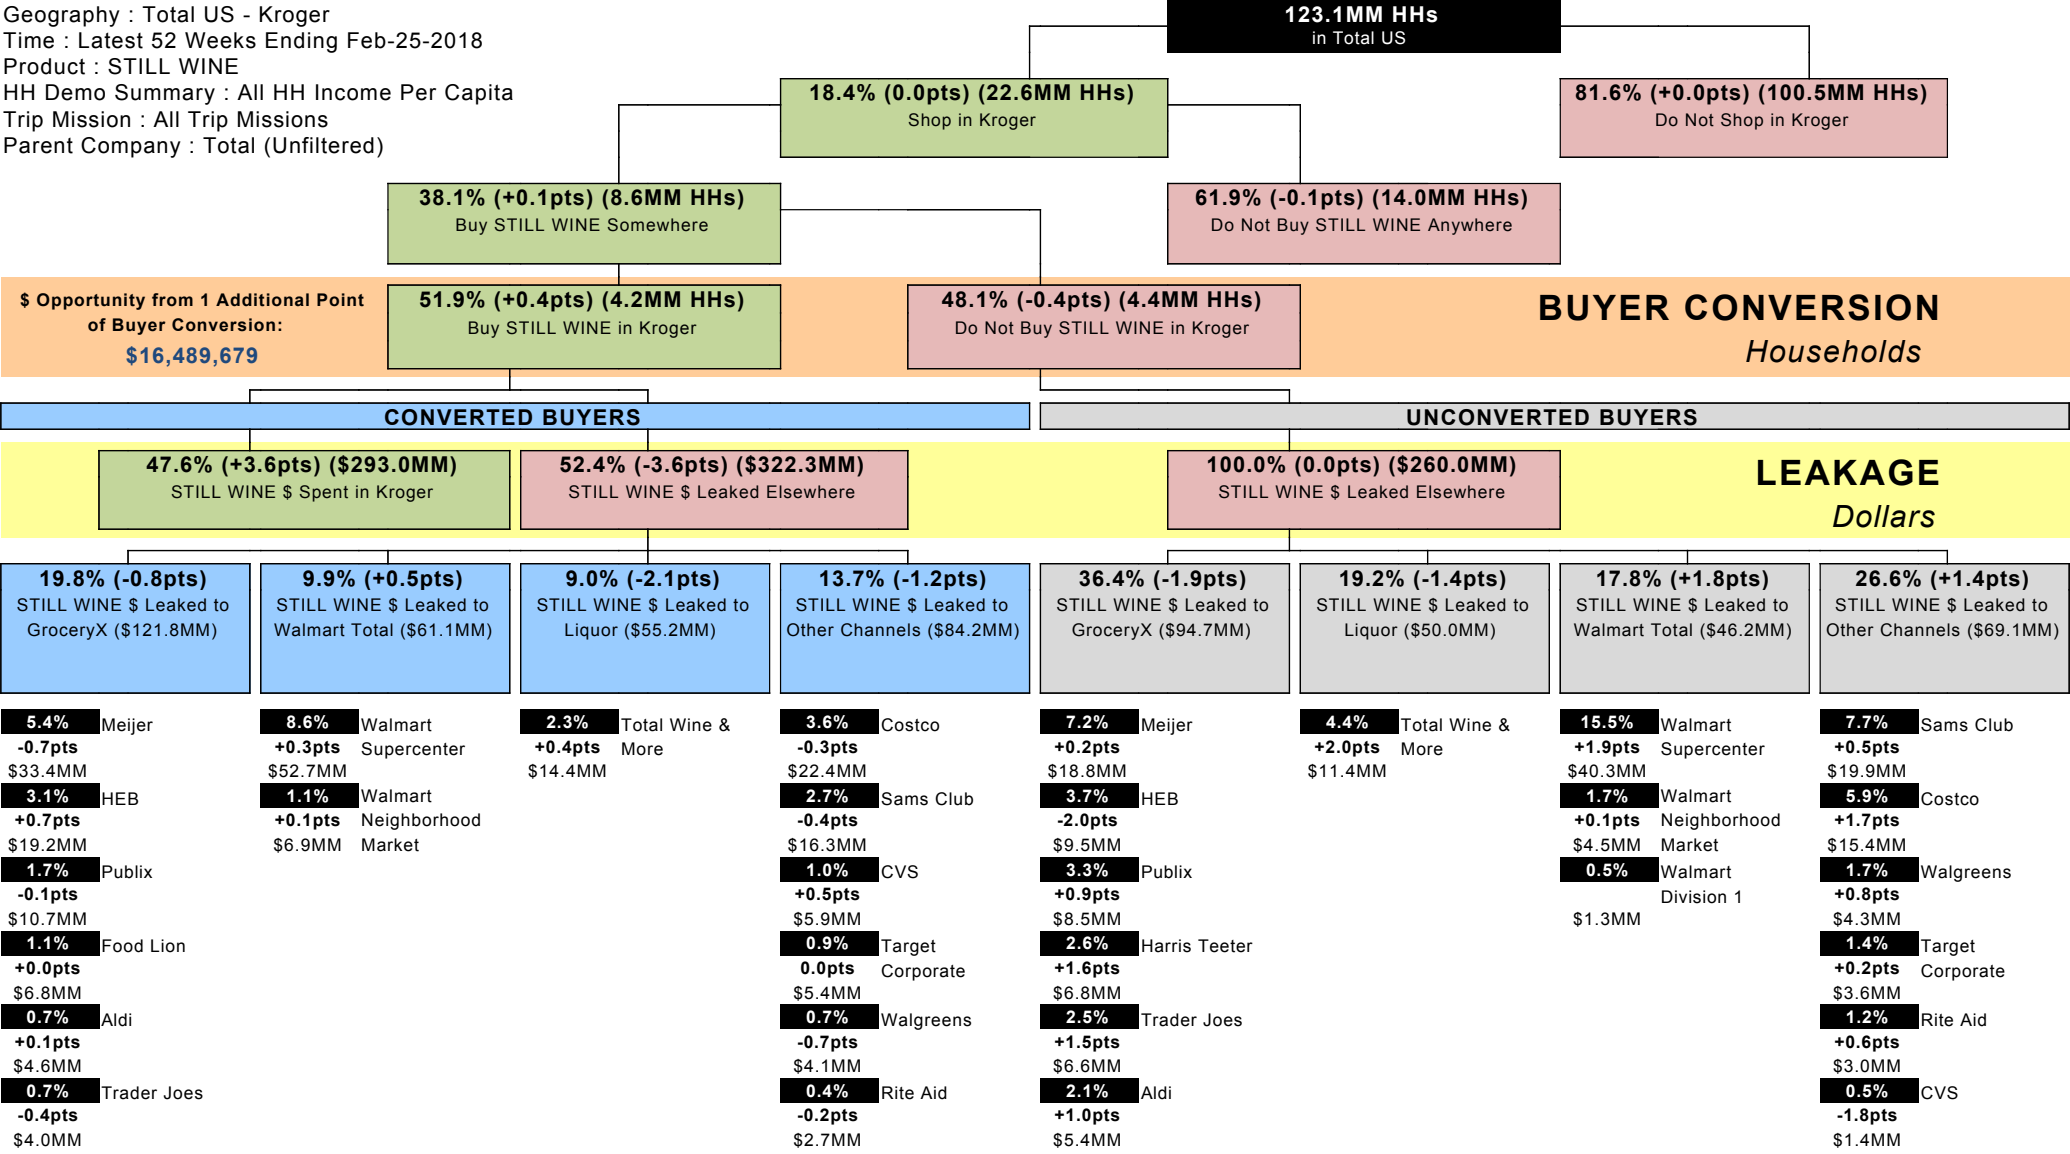 Geography : Total US - Kroger
Time : Latest 52 Weeks Ending Feb-25-2018
Product : STILL WINE
HH Demo Summary : All HH Income Per Capita
Trip Mission : All Trip Missions
Parent Company : Total (Unfiltered)
123.1MM HHs
in Total US
18.4% (0.0pts) (22.6MM HHs)
Shop in Kroger
81.6% (+0.0pts) (100.5MM HHs)
Do Not Shop in Kroger
38.1% (+0.1pts) (8.6MM HHs)
Buy STILL WINE Somewhere
61.9% (-0.1pts) (14.0MM HHs)
Do Not Buy STILL WINE Anywhere
$ Opportunity from 1 Additional Point
of Buyer Conversion:
$16,489,679
51.9% (+0.4pts) (4.2MM HHs)
Buy STILL WINE in Kroger
48.1% (-0.4pts) (4.4MM HHs)
Do Not Buy STILL WINE in Kroger
BUYER CONVERSION
Households
CONVERTED BUYERS
UNCONVERTED BUYERS
47.6% (+3.6pts) ($293.0MM)
STILL WINE $ Spent in Kroger
52.4% (-3.6pts) ($322.3MM)
STILL WINE $ Leaked Elsewhere
100.0% (0.0pts) ($260.0MM)
STILL WINE $ Leaked Elsewhere
LEAKAGE
Dollars
19.8% (-0.8pts)
STILL WINE $ Leaked to
GroceryX ($121.8MM)
9.9% (+0.5pts)
STILL WINE $ Leaked to
Walmart Total ($61.1MM)
9.0% (-2.1pts)
STILL WINE $ Leaked to
Liquor ($55.2MM)
13.7% (-1.2pts)
STILL WINE $ Leaked to
Other Channels ($84.2MM)
36.4% (-1.9pts)
STILL WINE $ Leaked to
GroceryX ($94.7MM)
19.2% (-1.4pts)
STILL WINE $ Leaked to
Liquor ($50.0MM)
17.8% (+1.8pts)
STILL WINE $ Leaked to
Walmart Total ($46.2MM)
26.6% (+1.4pts)
STILL WINE $ Leaked to
Other Channels ($69.1MM)
5.4% Meijer
-0.7pts
$33.4MM
3.1% HEB
+0.7pts
$19.2MM
1.7% Publix
-0.1pts
$10.7MM
1.1% Food Lion
+0.0pts
$6.8MM
0.7% Aldi
+0.1pts
$4.6MM
0.7% Trader Joes
-0.4pts
$4.0MM
8.6% Walmart
+0.3pts Supercenter
$52.7MM
1.1% Walmart
+0.1pts Neighborhood
$6.9MM Market
2.3% Total Wine &
+0.4pts More
$14.4MM
3.6% Costco
-0.3pts
$22.4MM
2.7% Sams Club
-0.4pts
$16.3MM
1.0% CVS
+0.5pts
$5.9MM
0.9% Target
0.0pts Corporate
$5.4MM
0.7% Walgreens
-0.7pts
$4.1MM
0.4% Rite Aid
-0.2pts
$2.7MM
7.2% Meijer
+0.2pts
$18.8MM
3.7% HEB
-2.0pts
$9.5MM
3.3% Publix
+0.9pts
$8.5MM
2.6% Harris Teeter
+1.6pts
$6.8MM
2.5% Trader Joes
+1.5pts
$6.6MM
2.1% Aldi
+1.0pts
$5.4MM
4.4% Total Wine &
+2.0pts More
$11.4MM
15.5% Walmart
+1.9pts Supercenter
$40.3MM
1.7% Walmart
+0.1pts Neighborhood
$4.5MM Market
0.5% Walmart
Division 1
$1.3MM
7.7% Sams Club
+0.5pts
$19.9MM
5.9% Costco
+1.7pts
$15.4MM
1.7% Walgreens
+0.8pts
$4.3MM
1.4% Target
+0.2pts Corporate
$3.6MM
1.2% Rite Aid
+0.6pts
$3.0MM
0.5% CVS
-1.8pts
$1.4MM